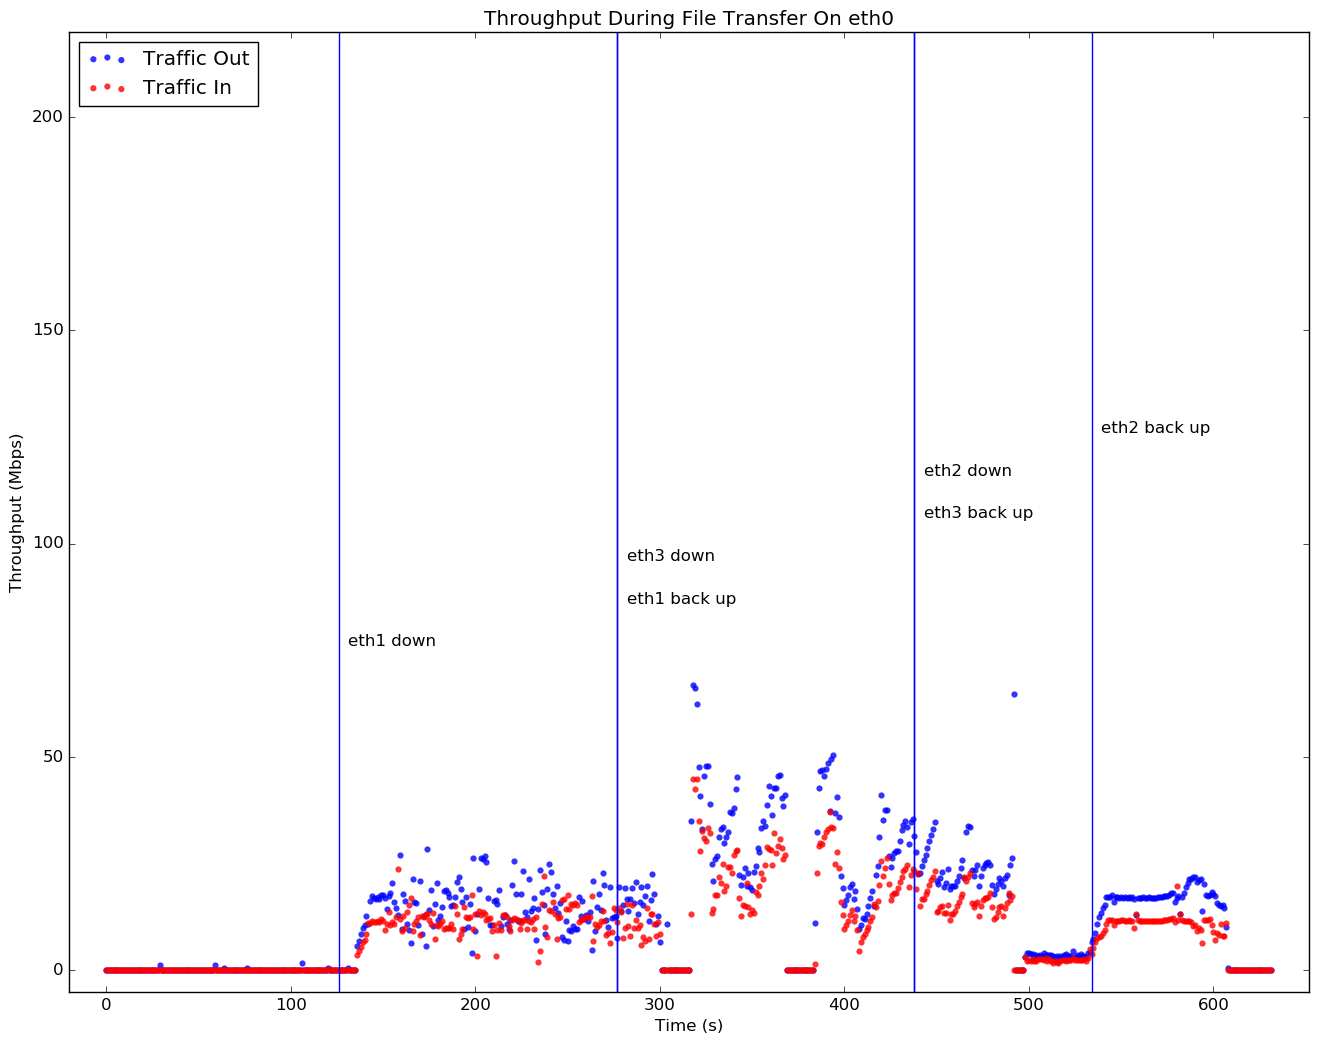 Throughput During File Transfer On eth0
Traffic Out
Traffic In
200
150
100
50
0
Throughput (Mbps)
eth2 back up
eth2 down
eth3 back up
eth3 down
eth1 back up
eth1 down
0 100 200 300 400 500 600
Time (s)